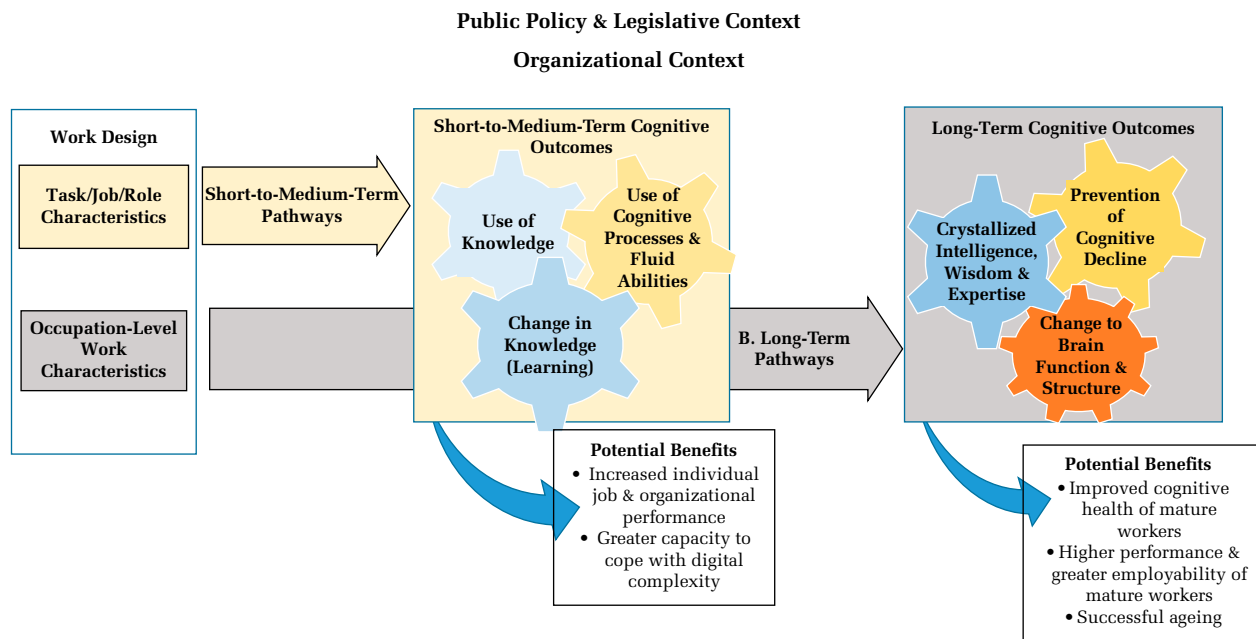 Public Policy & Legislative Context
Organizational Context
Work Design
Task/Job/Role
Characteristics
Occupation-Level
Work
Characteristics
Short-to-Medium-Term
Pathways
Short-to-Medium-Term Cognitive
Outcomes
Use of
Knowledge
Use of
Cognitive
Processes &
Fluid
Abilities
Change in
Knowledge
(Learning)
Potential Benefits
• Increased individual
job & organizational
performance
• Greater capacity to
cope with digital
complexity
B. Long-Term
Pathways
Long-Term Cognitive Outcomes
Crystallized
Intelligence,
Wisdom &
Expertise
Prevention
of
Cognitive
Decline
Change to
Brain
Function &
Structure
Potential Benefits
• Improved cognitive
health of mature
workers
• Higher performance &
greater employability of
mature workers
• Successful ageing